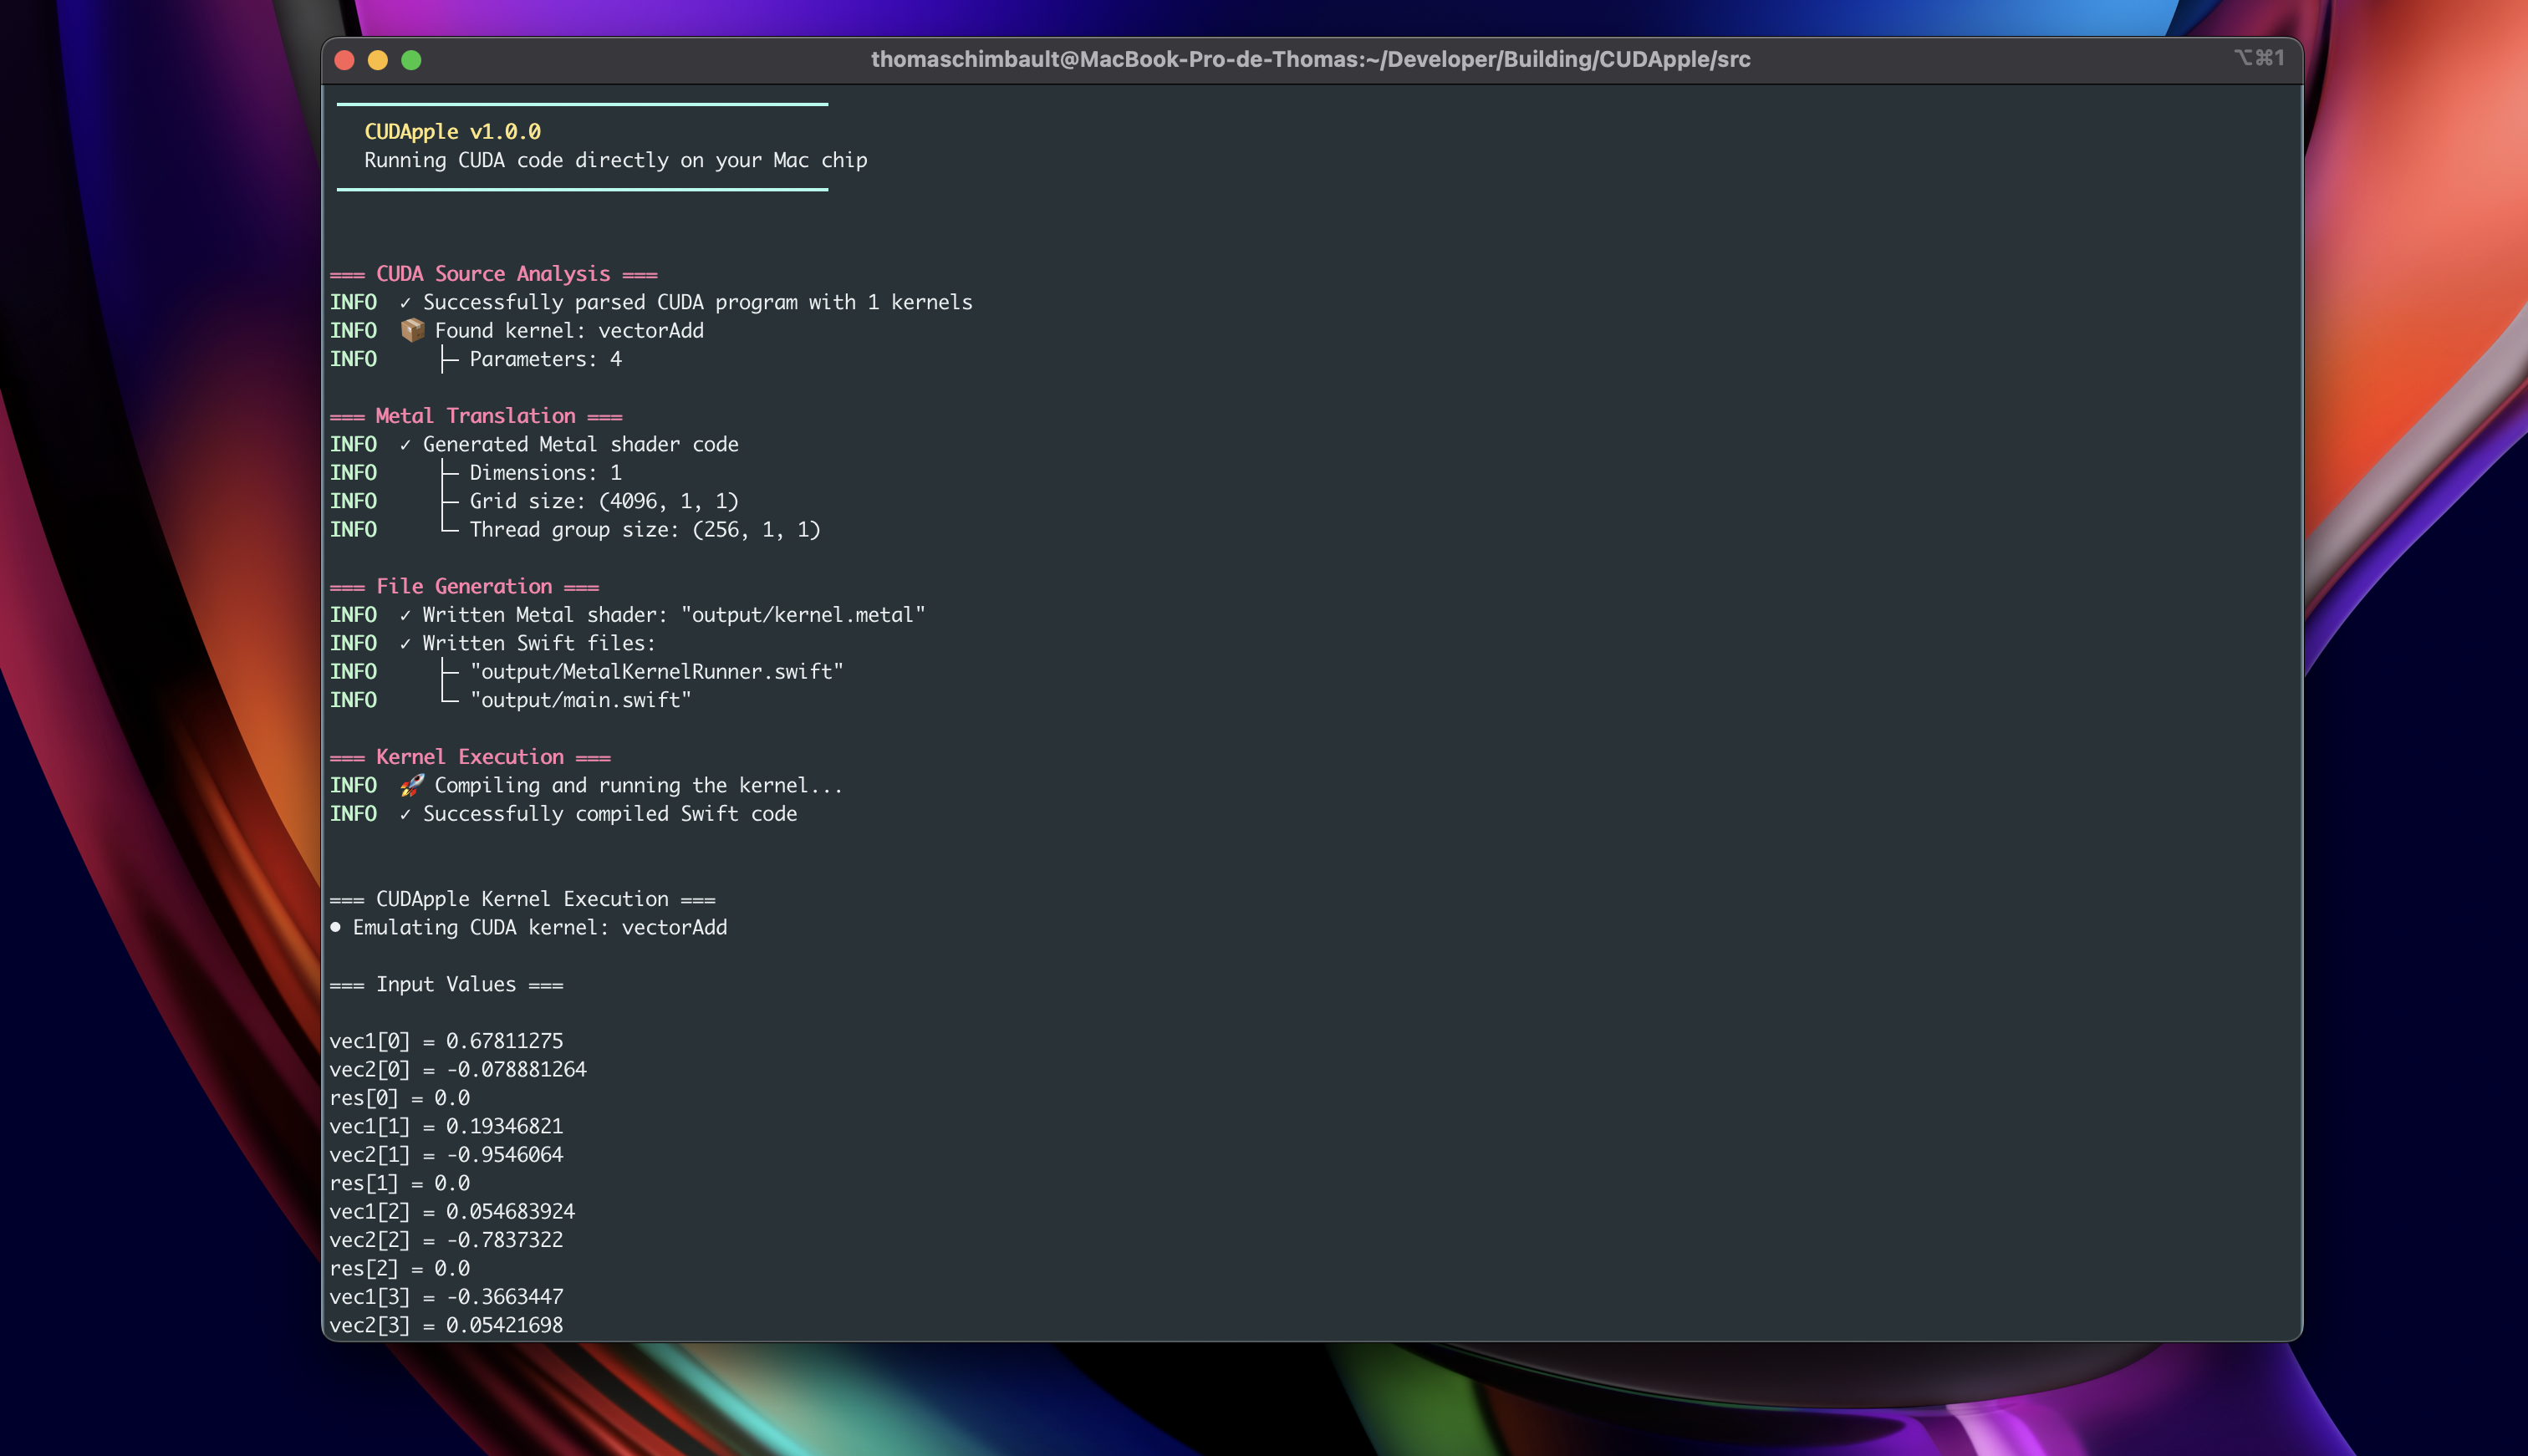 thomaschimbault@MacBook-Pro-de-Thomas:~/Developer/Building/CUDApple/src
⌥⌘1
CUDApple v1.0.0
Running CUDA code directly on your Mac chip
=== CUDA Source Analysis ===
INFO ✓ Successfully parsed CUDA program with 1 kernels
INFO 📦 Found kernel: vectorAdd
INFO ├─ Parameters: 4
=== Metal Translation ===
INFO ✓ Generated Metal shader code
INFO ├─ Dimensions: 1
INFO ├─ Grid size: (4096, 1, 1)
INFO └─ Thread group size: (256, 1, 1)
=== File Generation ===
INFO ✓ Written Metal shader: "output/kernel.metal"
INFO ✓ Written Swift files:
INFO ├─ "output/MetalKernelRunner.swift"
INFO └─ "output/main.swift"
=== Kernel Execution ===
INFO 🚀 Compiling and running the kernel...
INFO ✓ Successfully compiled Swift code
=== CUDApple Kernel Execution ===
• Emulating CUDA kernel: vectorAdd
=== Input Values ===
vec1[0] = 0.67811275
vec2[0] = -0.078881264
res[0] = 0.0
vec1[1] = 0.19346821
vec2[1] = -0.9546064
res[1] = 0.0
vec1[2] = 0.054683924
vec2[2] = -0.7837322
res[2] = 0.0
vec1[3] = -0.3663447
vec2[3] = 0.05421698